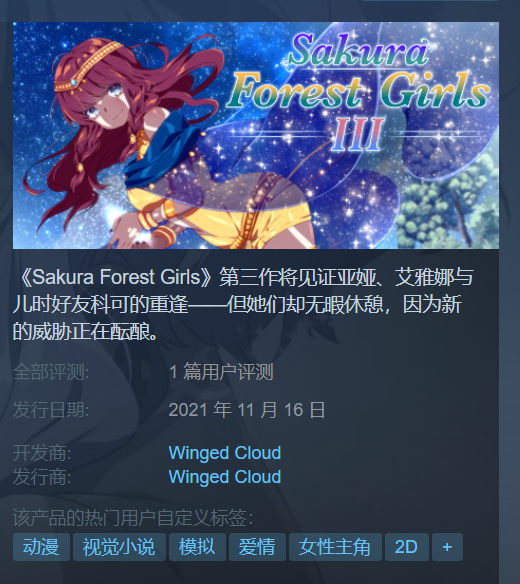 Sakura
Forest Girls
III
《Sakura Forest Girls》第三作将见证亚娅、艾雅娜与
儿时好友科可的重逢——但她们却无暇休憩，因为新
的威胁正在酝酿。
全部评测: 1 篇用户评测
发行日期: 2021 年 11 月 16 日
开发商: Winged Cloud
发行商: Winged Cloud
该产品的热门用户自定义标签:
动漫 视觉小说 模拟 爱情 女性主角 2D +